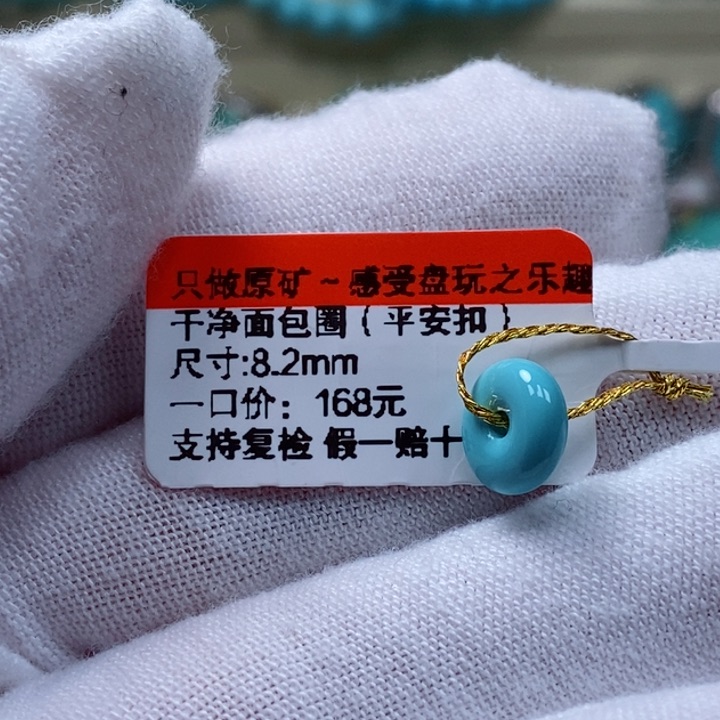 只做原矿~感受盘玩之乐趣
干净面包圈(平安扣)
尺寸:8.2mm
一口价:168元
支持复检 假一赔十